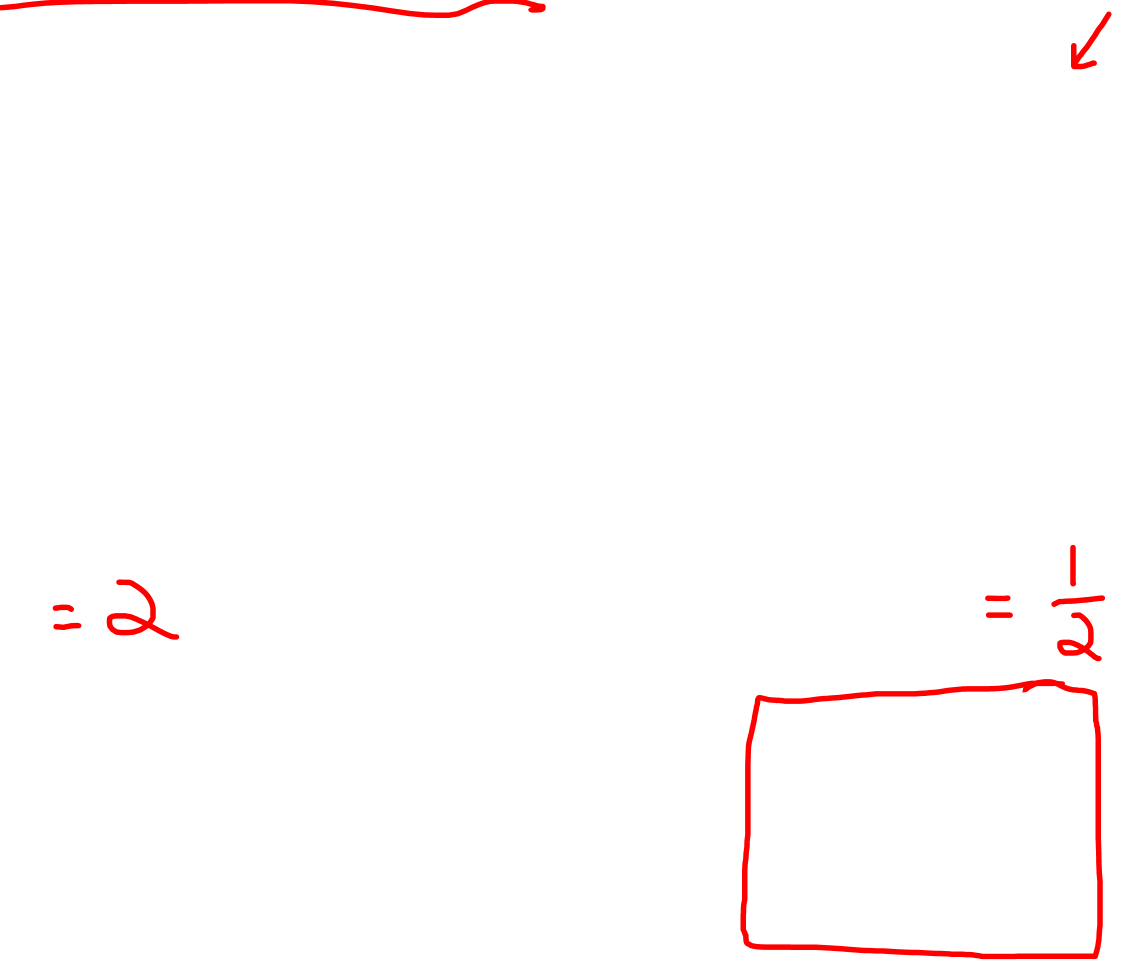 = 2
= 1/2